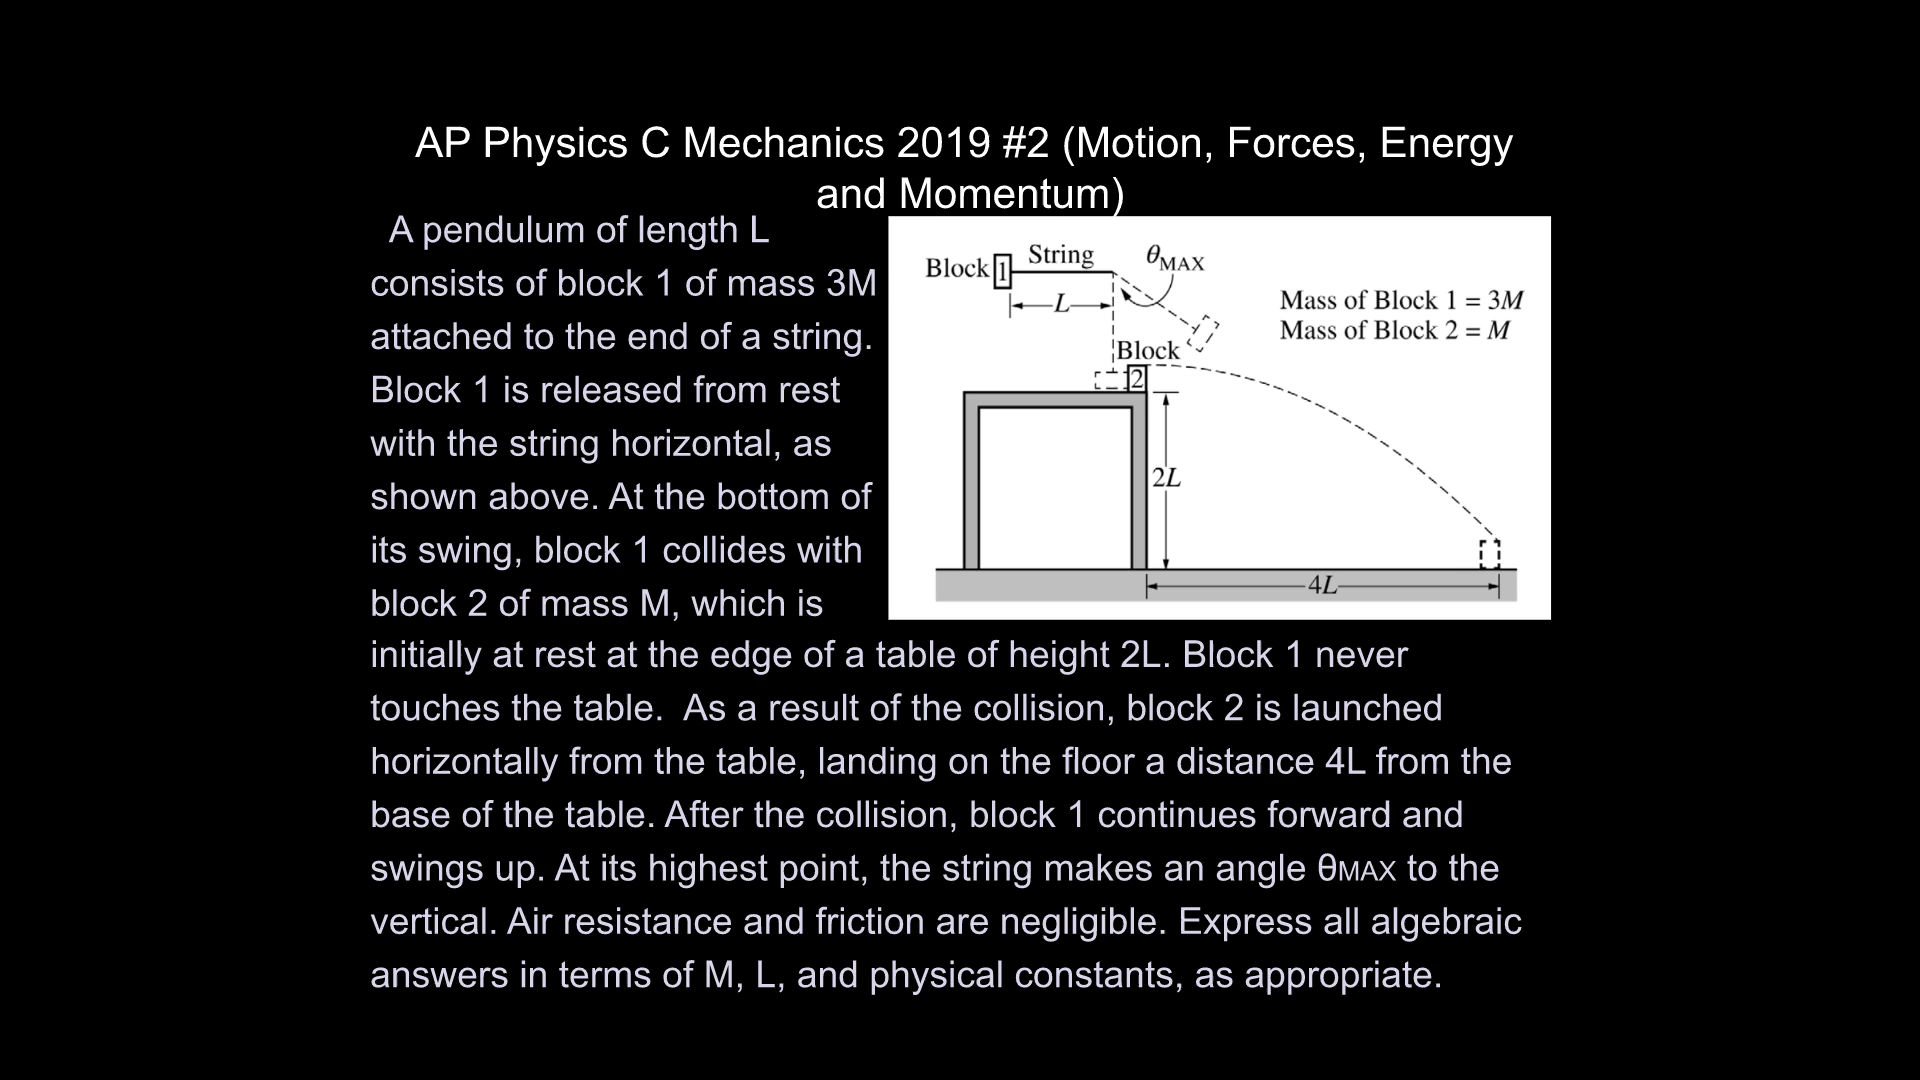 AP Physics C Mechanics 2019 #2 (Motion, Forces, Energy
and Momentum)
A pendulum of length L
consists of block 1 of mass 3M
attached to the end of a string.
Block 1 is released from rest
with the string horizontal, as
shown above. At the bottom of
its swing, block 1 collides with
block 2 of mass M, which is
initially at rest at the edge of a table of height 2L. Block 1 never
touches the table.  As a result of the collision, block 2 is launched
horizontally from the table, landing on the floor a distance 4L from the
base of the table. After the collision, block 1 continues forward and
swings up. At its highest point, the string makes an angle θMAX to the
vertical. Air resistance and friction are negligible. Express all algebraic
answers in terms of M, L, and physical constants, as appropriate.
Block 1
String
θMAX
L
Mass of Block 1 = 3M
Mass of Block 2 = M
Block
2
2L
4L